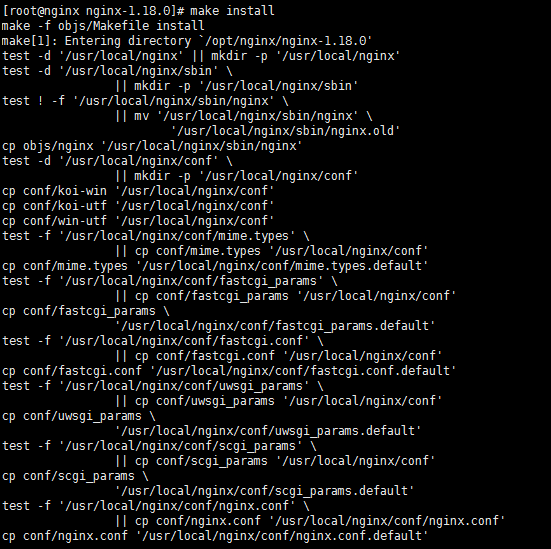 [root@nginx nginx-1.18.0]# make install
make -f objs/Makefile install
make[1]: Entering directory `/opt/nginx/nginx-1.18.0'
test -d '/usr/local/nginx' || mkdir -p '/usr/local/nginx'
test -d '/usr/local/nginx/sbin' \
|| mkdir -p '/usr/local/nginx/sbin'
test ! -f '/usr/local/nginx/sbin/nginx' \
|| mv '/usr/local/nginx/sbin/nginx' \
'/usr/local/nginx/sbin/nginx.old'
cp objs/nginx '/usr/local/nginx/sbin/nginx'
test -d '/usr/local/nginx/conf' \
|| mkdir -p '/usr/local/nginx/conf'
cp conf/koi-win '/usr/local/nginx/conf'
cp conf/koi-utf '/usr/local/nginx/conf'
cp conf/win-utf '/usr/local/nginx/conf'
test -f '/usr/local/nginx/conf/mime.types' \
|| cp conf/mime.types '/usr/local/nginx/conf'
cp conf/mime.types '/usr/local/nginx/conf/mime.types.default'
test -f '/usr/local/nginx/conf/fastcgi_params' \
|| cp conf/fastcgi_params '/usr/local/nginx/conf'
cp conf/fastcgi_params \
'/usr/local/nginx/conf/fastcgi_params.default'
test -f '/usr/local/nginx/conf/fastcgi.conf' \
|| cp conf/fastcgi.conf '/usr/local/nginx/conf'
cp conf/fastcgi.conf '/usr/local/nginx/conf/fastcgi.conf.default'
test -f '/usr/local/nginx/conf/uwsgi_params' \
|| cp conf/uwsgi_params '/usr/local/nginx/conf'
cp conf/uwsgi_params \
'/usr/local/nginx/conf/uwsgi_params.default'
test -f '/usr/local/nginx/conf/scgi_params' \
|| cp conf/scgi_params '/usr/local/nginx/conf'
cp conf/scgi_params \
'/usr/local/nginx/conf/scgi_params.default'
test -f '/usr/local/nginx/conf/nginx.conf' \
|| cp conf/nginx.conf '/usr/local/nginx/conf/nginx.conf'
cp conf/nginx.conf '/usr/local/nginx/conf/nginx.conf.default'